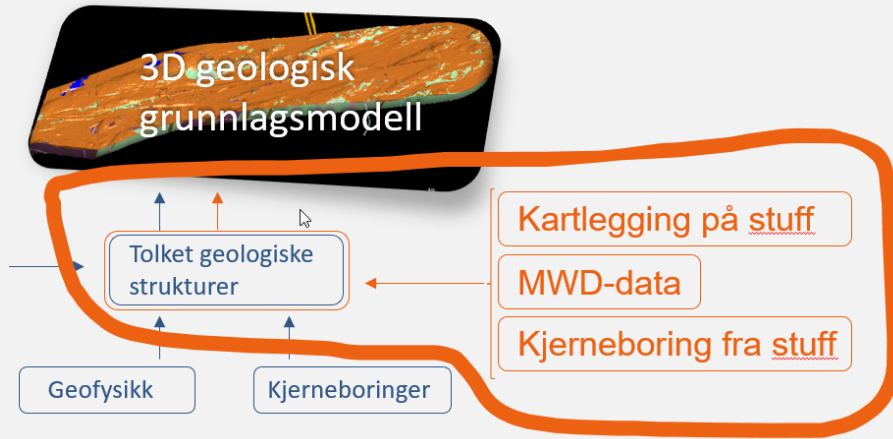 3D geologisk
grunnlagsmodell
Tolket geologiske
strukturer
Kartlegging på stuff
MWD-data
Kjerneboring fra stuff
Geofysikk
Kjerneboringer